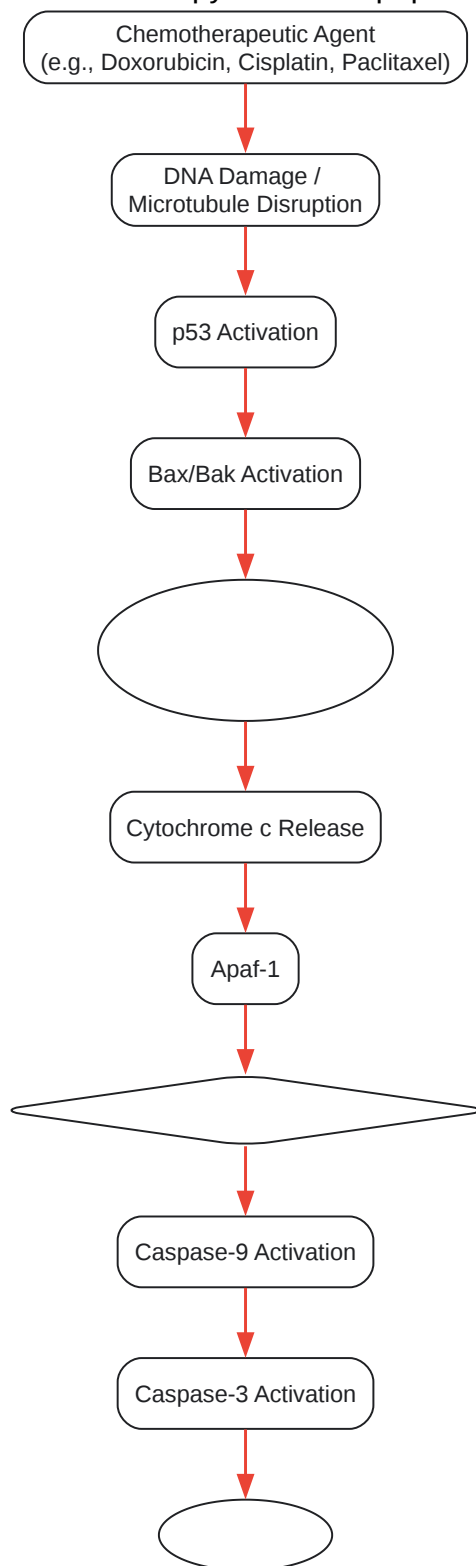 Chemotherapeutic Agent
(e.g., Doxorubicin, Cisplatin, Paclitaxel)
DNA Damage /
Microtubule Disruption
p53 Activation
Bax/Bak Activation
Cytochrome c Release
Apaf-1
Caspase-9 Activation
Caspase-3 Activation